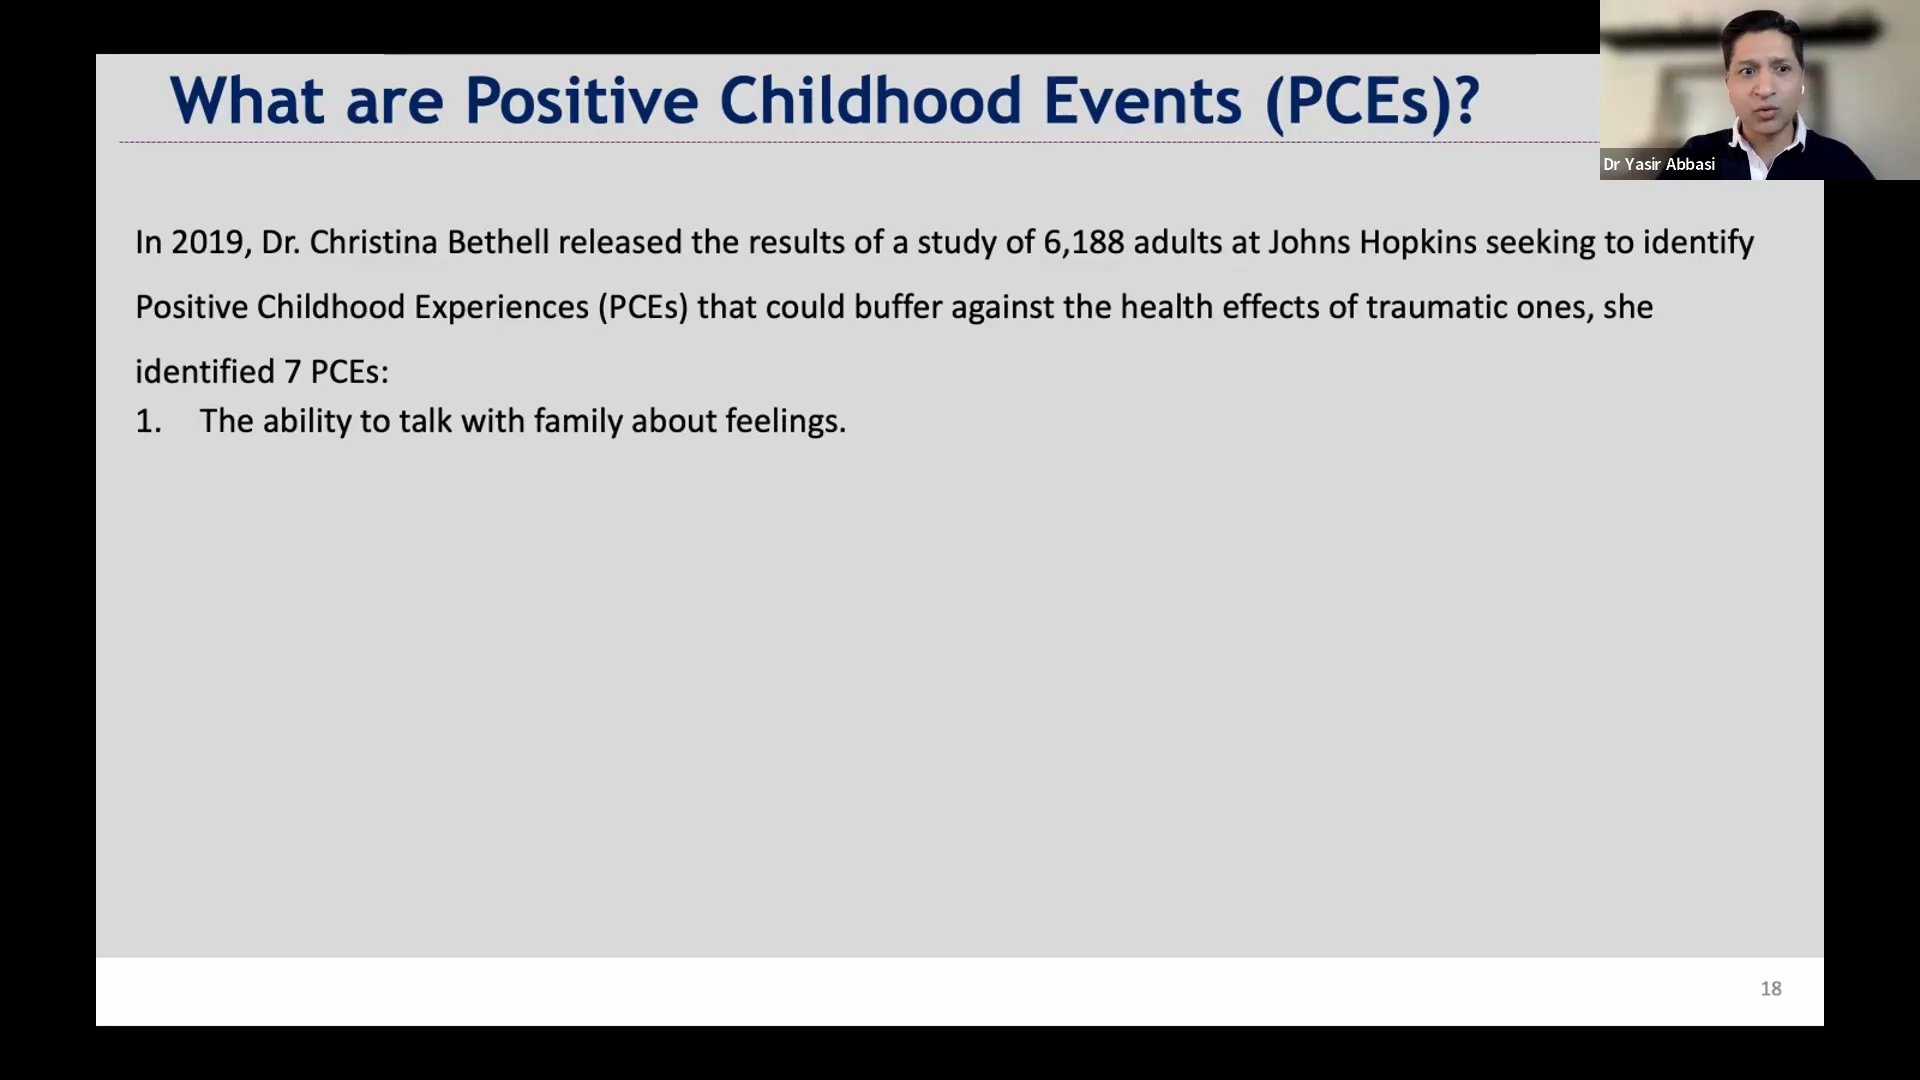 What are Positive Childhood Events (PCEs)?
Dr Yasir Abbasi
In 2019, Dr. Christina Bethell released the results of a study of 6,188 adults at Johns Hopkins seeking to identify
Positive Childhood Experiences (PCEs) that could buffer against the health effects of traumatic ones, she
identified 7 PCEs:
1. The ability to talk with family about feelings.
18